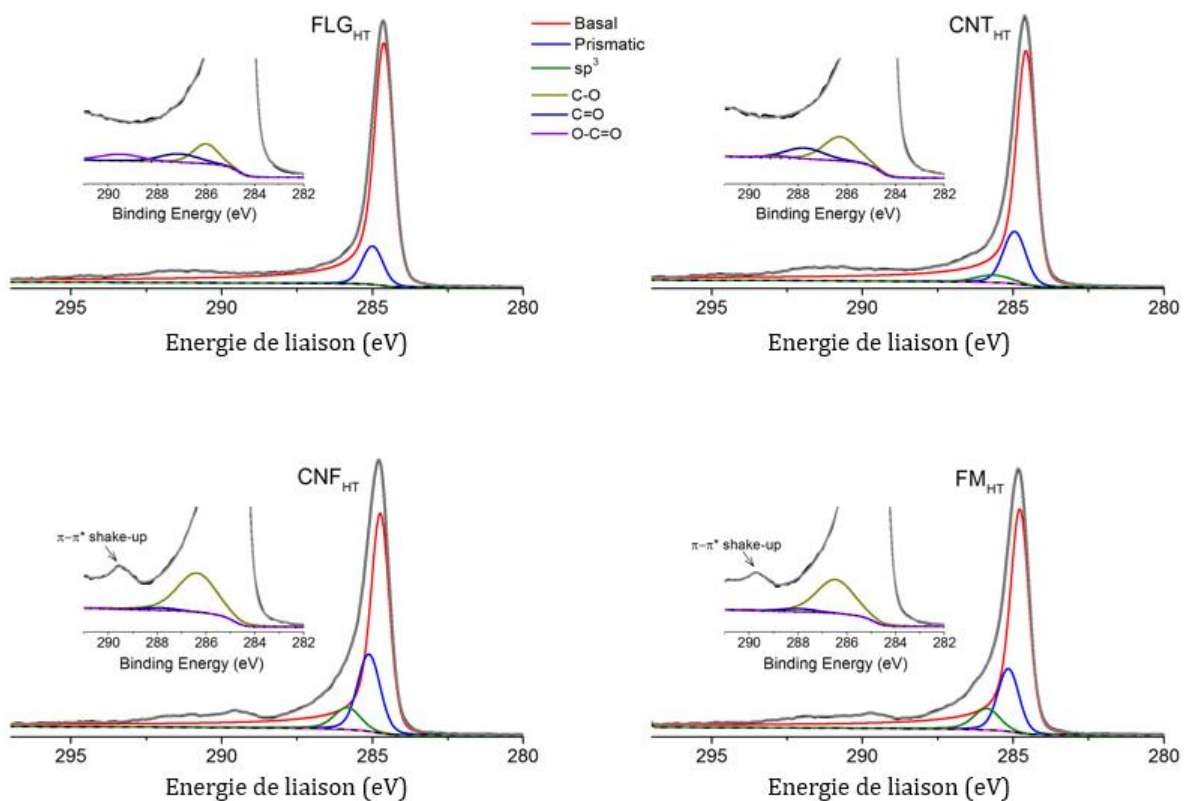 FLG_HT
Basal
Prismatic
sp³
C-O
C=O
O-C=O
CNT_HT
290 288 286 284 282
Binding Energy (eV)
290 288 286 284 282
Binding Energy (eV)
295 290 285 280
Energie de liaison (eV)
295 290 285 280
Energie de liaison (eV)
CNF_HT
π−π* shake-up
290 288 286 284 282
Binding Energy (eV)
FM_HT
π−π* shake-up
290 288 286 284 282
Binding Energy (eV)
295 290 285 280
Energie de liaison (eV)
295 290 285 280
Energie de liaison (eV)